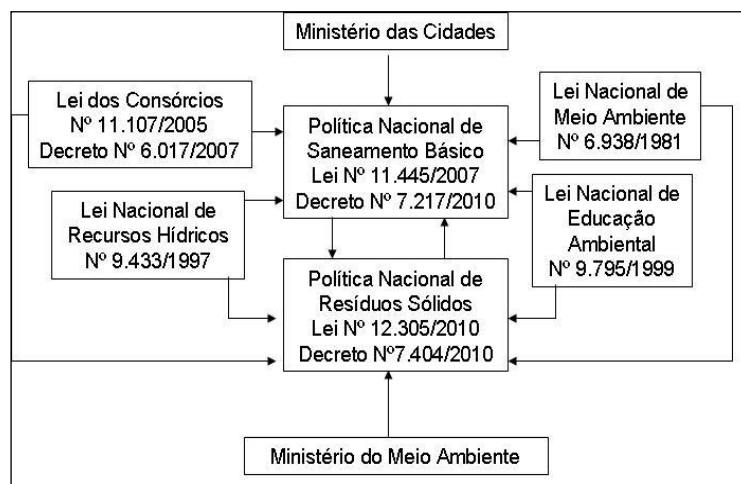 Ministério das Cidades
Lei dos Consórcios
Nº 11.107/2005
Decreto Nº 6.017/2007
Política Nacional de
Saneamento Básico
Lei Nº 11.445/2007
Decreto Nº 7.217/2010
Lei Nacional de
Meio Ambiente
Nº 6.938/1981
Lei Nacional de
Recursos Hídricos
Nº 9.433/1997
Lei Nacional de
Educação
Ambiental
Nº 9.795/1999
Política Nacional de
Resíduos Sólidos
Lei Nº 12.305/2010
Decreto Nº7.404/2010
Ministério do Meio Ambiente